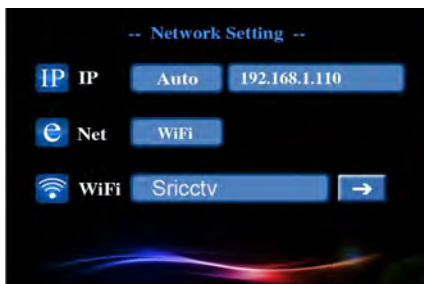 -- Network Setting --
IP IP Auto 192.168.1.110
e Net WiFi
WiFi Sricctv